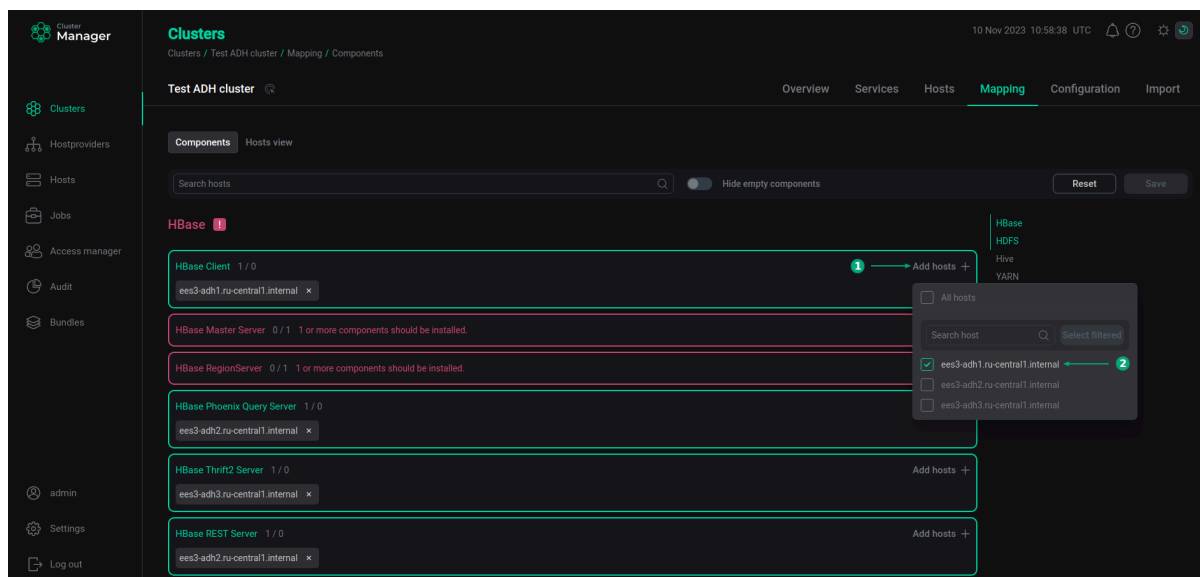 Cluster
Manager
Clusters
Clusters / Test ADH cluster / Mapping / Components
10 Nov 2023 10:58:38 UTC
Test ADH cluster
Overview Services Hosts Mapping Configuration Import
Clusters
Hostproviders
Hosts
Jobs
Access manager
Audit
Bundles
admin
Settings
Log out
Components Hosts view
Search hosts
Hide empty components
Reset Save
HBase !
HBase Client 1 / 0
1 Add hosts +
ees3-adh1.ru-central1.internal ×
HBase Master Server 0 / 1 1 or more components should be installed.
HBase RegionServer 0 / 1 1 or more components should be installed.
HBase Phoenix Query Server 1 / 0
ees3-adh2.ru-central1.internal ×
HBase Thrift2 Server 1 / 0 Add hosts +
ees3-adh3.ru-central1.internal ×
HBase REST Server 1 / 0 Add hosts +
ees3-adh2.ru-central1.internal ×
HBase
HDFS
Hive
YARN
All hosts
Search host Select filtered
ees3-adh1.ru-central1.internal 2
ees3-adh2.ru-central1.internal
ees3-adh3.ru-central1.internal